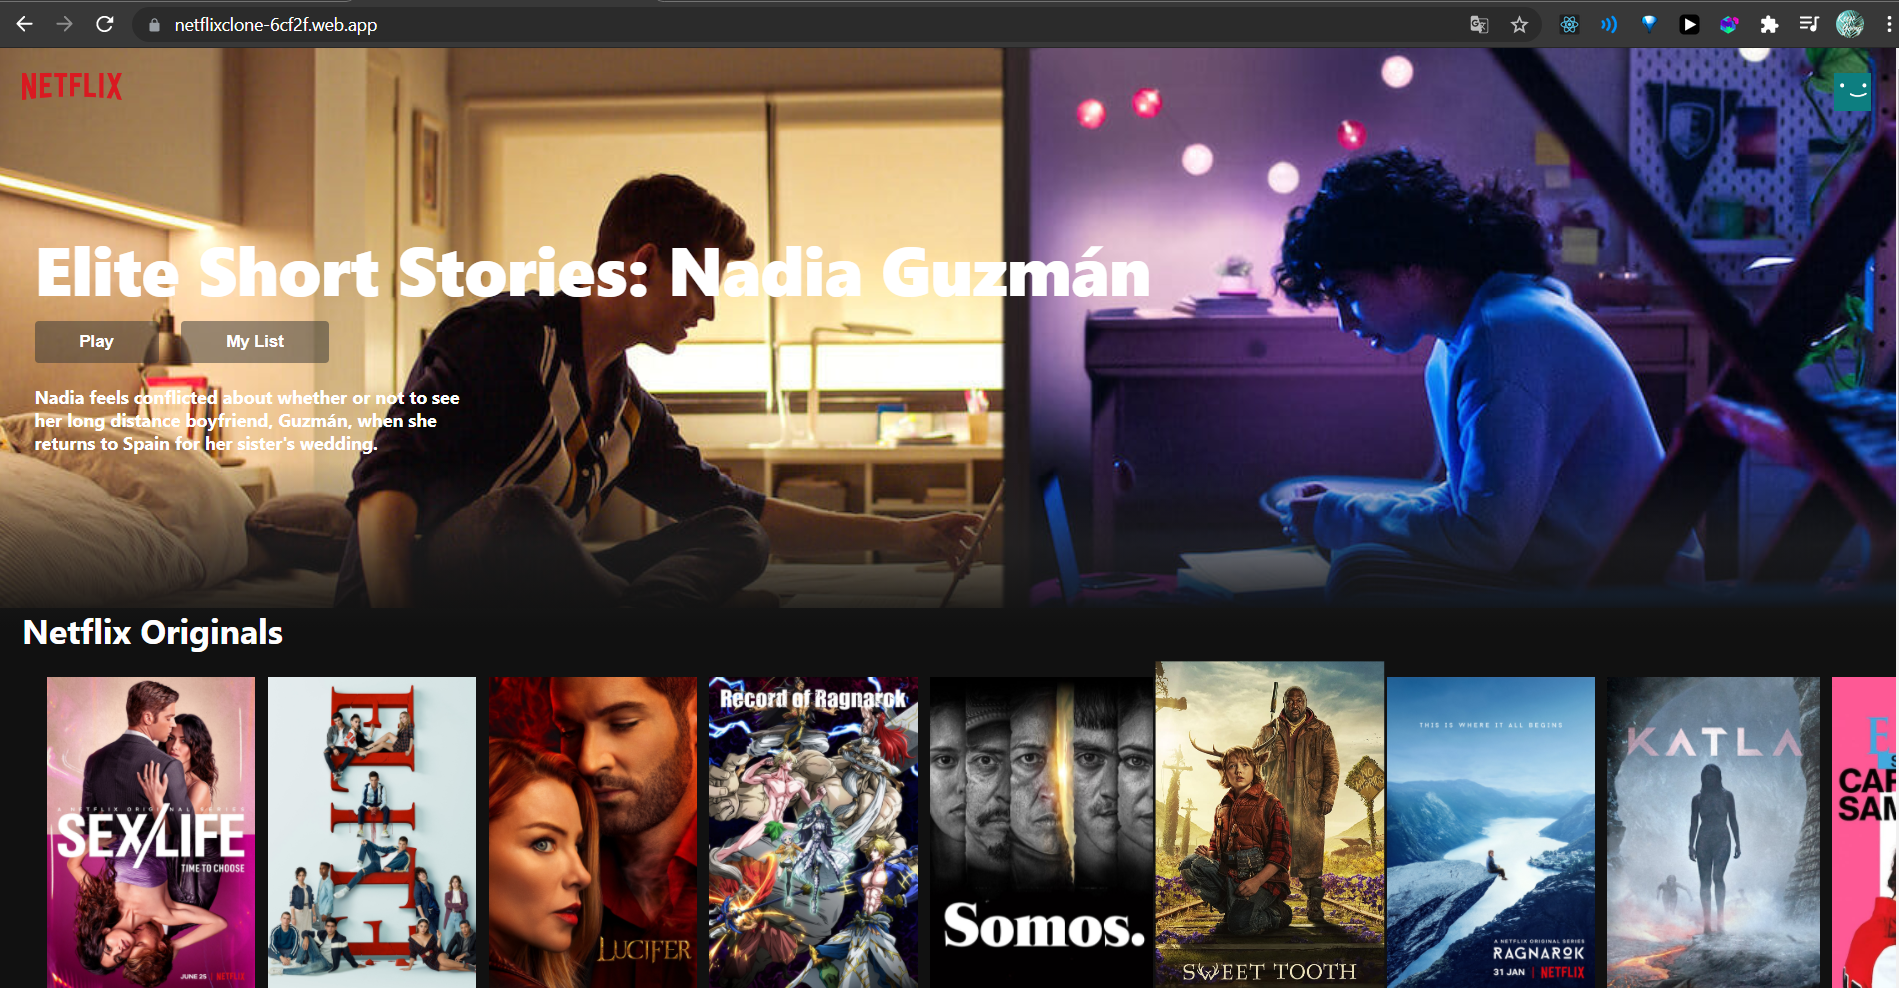 netflixclone-6cf2f.web.app
NETFLIX
Elite Short Stories: Nadia Guzmán
Play
My List
Nadia feels conflicted about whether or not to see
her long distance boyfriend, Guzmán, when she
returns to Spain for her sister's wedding.
Netflix Originals
A NETFLIX ORIGINAL SERIES
SEX/LIFE
TIME TO CHOOSE
JUNE 25 | NETFLIX
ELITE
LUCIFER
Record of Ragnarok
Somos.
SWEET TOOTH
THIS IS WHERE IT ALL BEGINS
A NETFLIX ORIGINAL SERIES
RAGNAROK
31 JAN | NETFLIX
KATLA